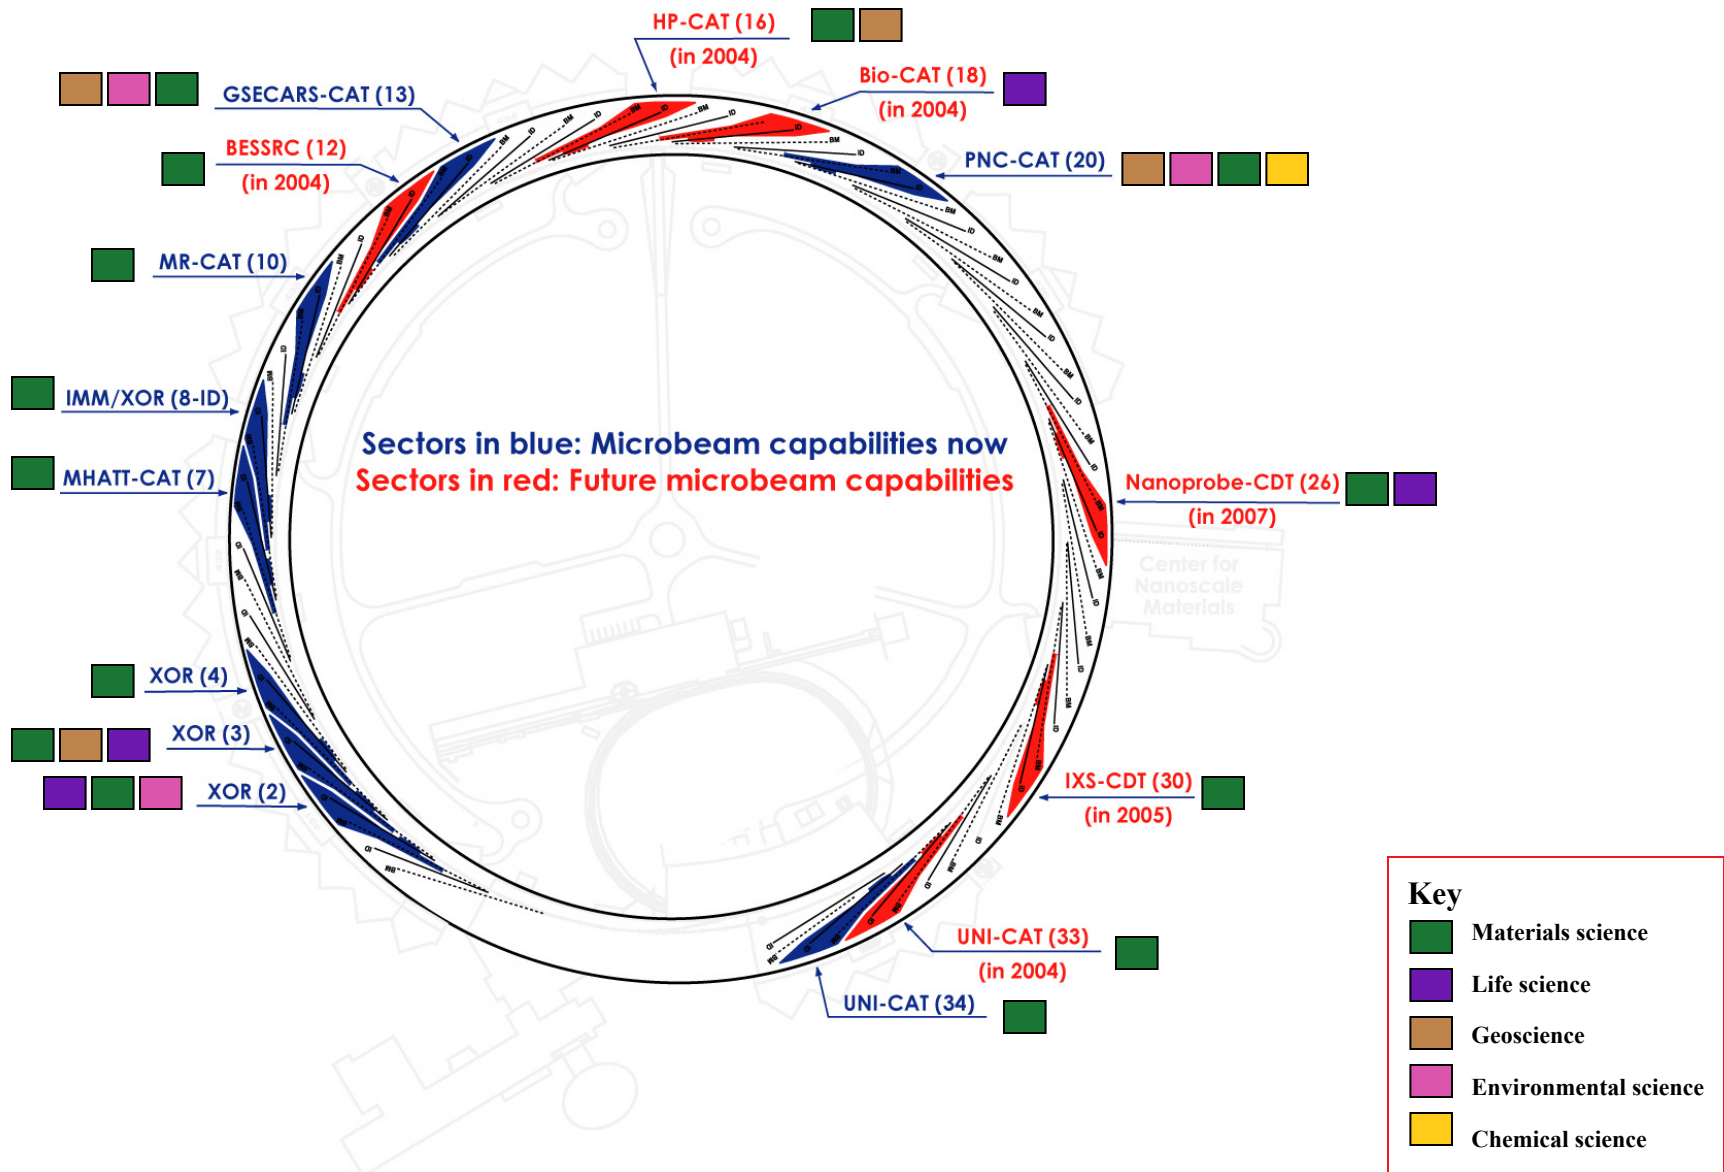 HP-CAT (16)
(in 2004)
Bio-CAT (18)
(in 2004)
GSECARS-CAT (13)
BESSRC (12)
(in 2004)
PNC-CAT (20)
MR-CAT (10)
IMM/XOR (8-ID)
MHATT-CAT (7)
Sectors in blue: Microbeam capabilities now
Sectors in red: Future microbeam capabilities
Nanoprobe-CDT (26)
(in 2007)
Center for
Nanoscale
Materials
XOR (4)
XOR (3)
XOR (2)
IXS-CDT (30)
(in 2005)
UNI-CAT (33)
(in 2004)
UNI-CAT (34)
Key
Materials science
Life science
Geoscience
Environmental science
Chemical science